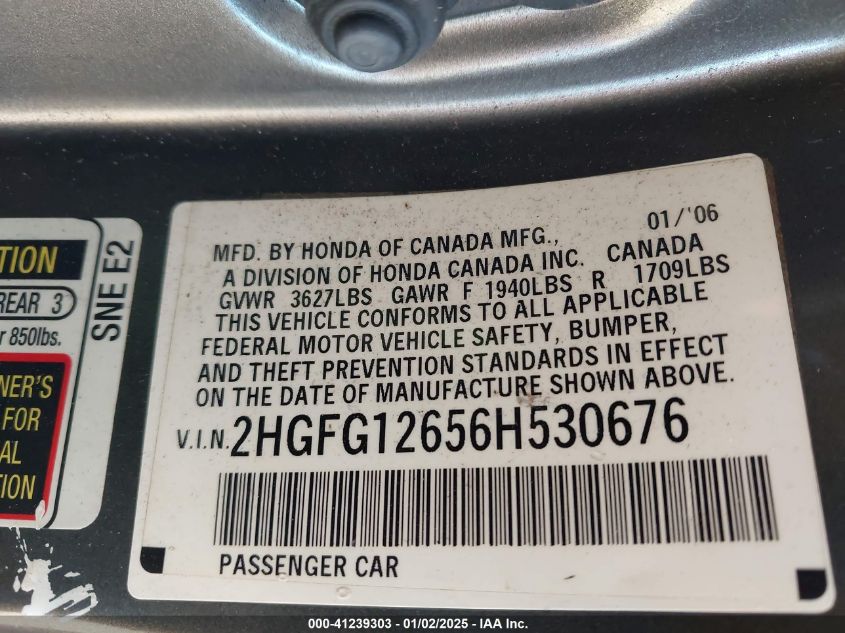 01/'06
MFD. BY HONDA OF CANADA MFG.,
A DIVISION OF HONDA CANADA INC. CANADA
GVWR 3627LBS GAWR F 1940LBS R 1709LBS
THIS VEHICLE CONFORMS TO ALL APPLICABLE
FEDERAL MOTOR VEHICLE SAFETY, BUMPER,
AND THEFT PREVENTION STANDARDS IN EFFECT
ON THE DATE OF MANUFACTURE SHOWN ABOVE.
V.I.N. 2HGFG12656H530676
PASSENGER CAR
TION
REAR 3
r 850lbs.
SNE E2
NER'S
FOR
AL
TION
000-41239303 - 01/02/2025 - IAA Inc.